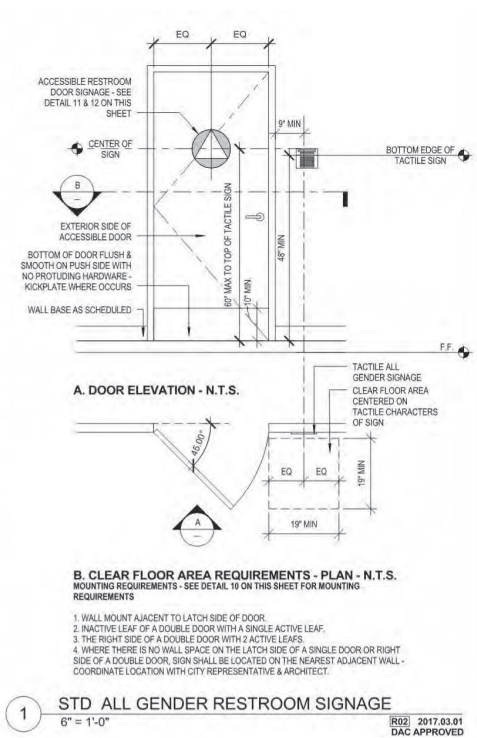 EQ EQ
ACCESSIBLE RESTROOM
DOOR SIGNAGE - SEE
DETAIL 11 & 12 ON THIS
SHEET
9" MIN
CENTER OF
SIGN
BOTTOM EDGE OF
TACTILE SIGN
B
EXTERIOR SIDE OF
ACCESSIBLE DOOR
BOTTOM OF DOOR FLUSH &
SMOOTH ON PUSH SIDE WITH
NO PROTUDING HARDWARE -
KICKPLATE WHERE OCCURS
WALL BASE AS SCHEDULED
60" MAX TO TOP OF TACTILE SIGN
10" MIN.
48" MIN
F.F.
A. DOOR ELEVATION - N.T.S.
TACTILE ALL
GENDER SIGNAGE
CLEAR FLOOR AREA
CENTERED ON
TACTILE CHARACTERS
OF SIGN
45.00°
EQ EQ
19" MIN
19" MIN
A
B. CLEAR FLOOR AREA REQUIREMENTS - PLAN - N.T.S.
MOUNTING REQUIREMENTS - SEE DETAIL 10 ON THIS SHEET FOR MOUNTING
REQUIREMENTS
1. WALL MOUNT AJACENT TO LATCH SIDE OF DOOR.
2. INACTIVE LEAF OF A DOUBLE DOOR WITH A SINGLE ACTIVE LEAF.
3. THE RIGHT SIDE OF A DOUBLE DOOR WITH 2 ACTIVE LEAFS.
4. WHERE THERE IS NO WALL SPACE ON THE LATCH SIDE OF A SINGLE DOOR OR RIGHT
SIDE OF A DOUBLE DOOR, SIGN SHALL BE LOCATED ON THE NEAREST ADJACENT WALL -
COORDINATE LOCATION WITH CITY REPRESENTATIVE & ARCHITECT.
1
STD ALL GENDER RESTROOM SIGNAGE
6" = 1'-0"
R02 2017.03.01
DAC APPROVED